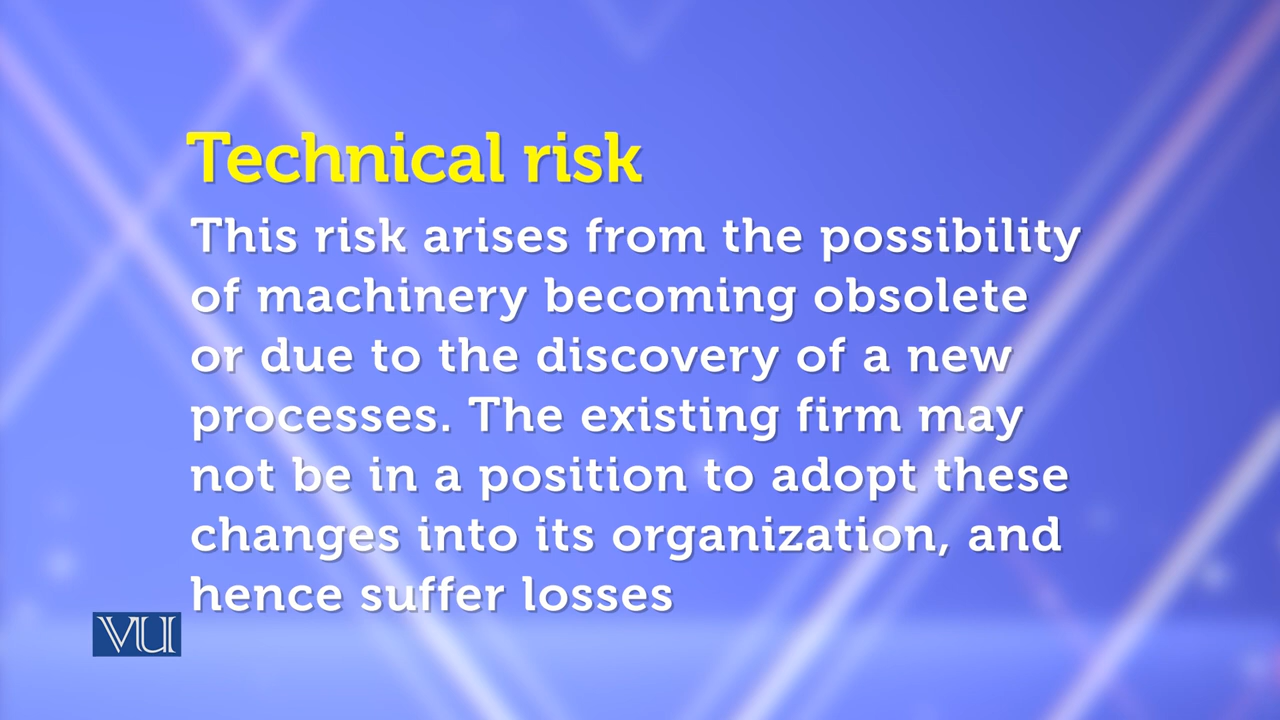 Technical risk
This risk arises from the possibility
of machinery becoming obsolete
or due to the discovery of a new
processes. The existing firm may
not be in a position to adopt these
changes into its organization, and
hence suffer losses
VU